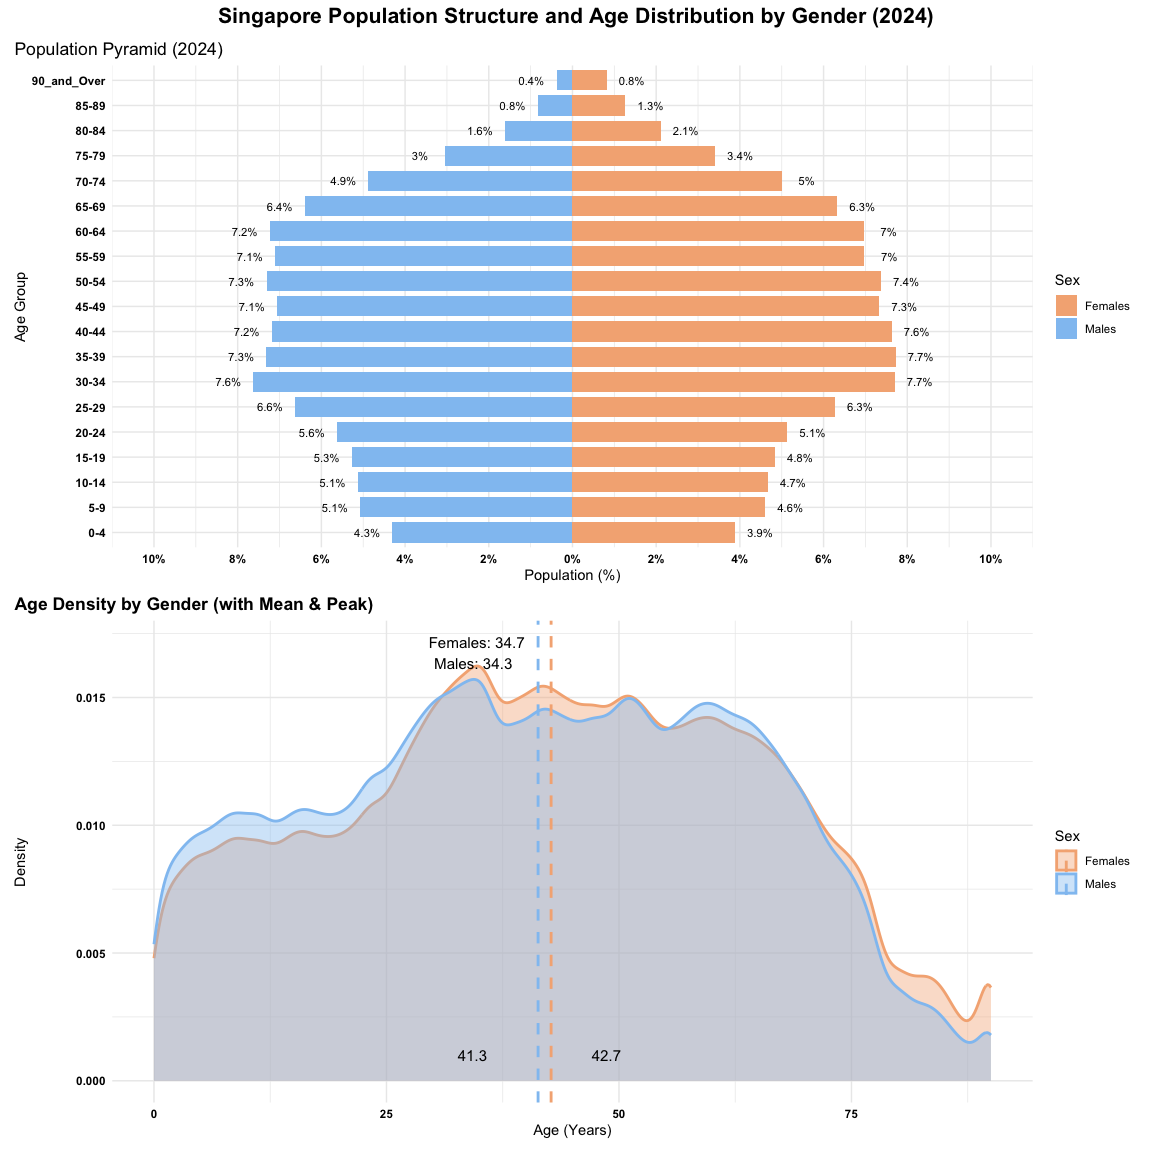 Singapore Population Structure and Age Distribution by Gender (2024)
Population Pyramid (2024)
Age Group
90_and_Over 0.4% 0.8%
85-89 0.8% 1.3%
80-84 1.6% 2.1%
75-79 3% 3.4%
70-74 4.9% 5%
65-69 6.4% 6.3%
60-64 7.2% 7%
55-59 7.1% 7%
50-54 7.3% 7.4%
45-49 7.1% 7.3%
40-44 7.2% 7.6%
35-39 7.3% 7.7%
30-34 7.6% 7.7%
25-29 6.6% 6.3%
20-24 5.6% 5.1%
15-19 5.3% 4.8%
10-14 5.1% 4.7%
5-9 5.1% 4.6%
0-4 4.3% 3.9%
10% 8% 6% 4% 2% 0% 2% 4% 6% 8% 10%
Population (%)
Sex
Females
Males
Age Density by Gender (with Mean & Peak)
Density
Females: 34.7
Males: 34.3
0.015
0.010
0.005
0.000
41.3 42.7
0 25 50 75
Age (Years)
Sex
Females
Males